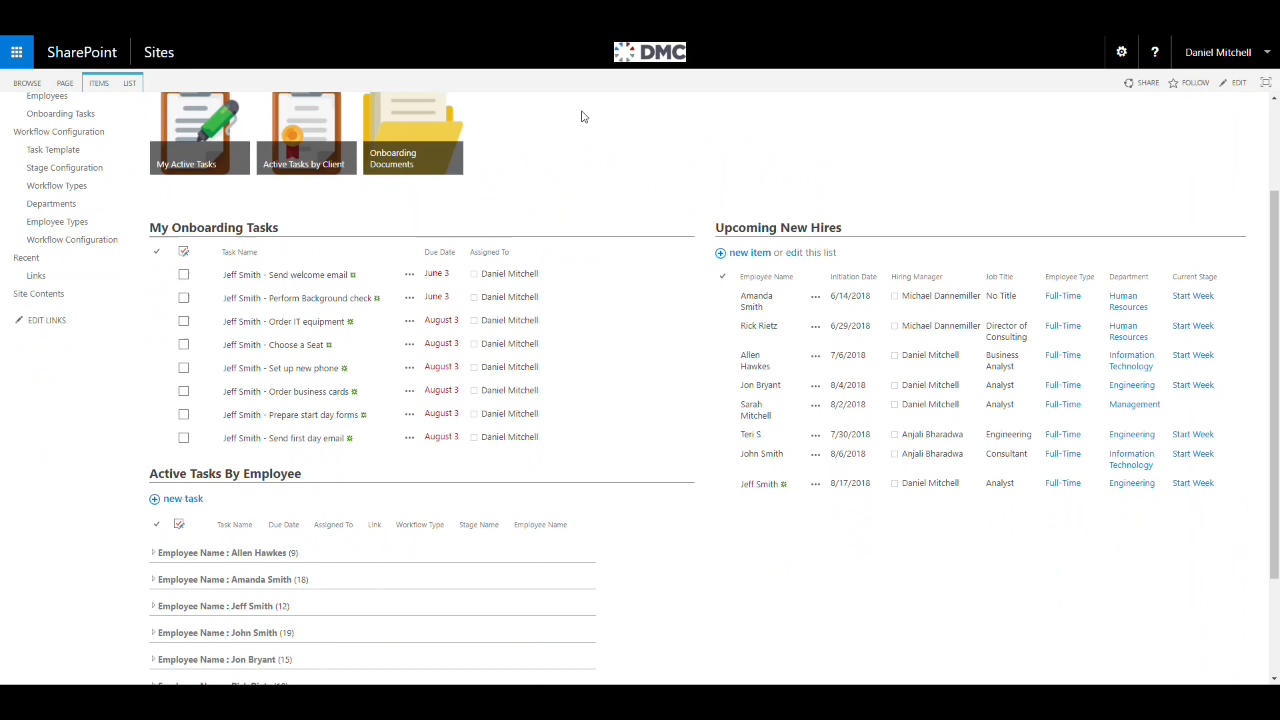 SharePoint Sites DMC ? Daniel Mitchell
BROWSE PAGE ITEMS LIST SHARE FOLLOW EDIT
Employees
Onboarding Tasks
Workflow Configuration
Task Template
Stage Configuration
Workflow Types
Departments
Employee Types
Workflow Configuration
Recent
Links
Site Contents
EDIT LINKS
My Active Tasks
Active Tasks by Client
Onboarding
Documents
My Onboarding Tasks
Task Name Due Date Assigned To
Jeff Smith - Send welcome email ... June 3 Daniel Mitchell
Jeff Smith - Perform Background check ... June 3 Daniel Mitchell
Jeff Smith - Order IT equipment ... August 3 Daniel Mitchell
Jeff Smith - Choose a Seat ... August 3 Daniel Mitchell
Jeff Smith - Set up new phone ... August 3 Daniel Mitchell
Jeff Smith - Order business cards ... August 3 Daniel Mitchell
Jeff Smith - Prepare start day forms ... August 3 Daniel Mitchell
Jeff Smith - Send first day email ... August 3 Daniel Mitchell
Active Tasks By Employee
new task
Task Name Due Date Assigned To Link Workflow Type Stage Name Employee Name
Employee Name : Allen Hawkes (9)
Employee Name : Amanda Smith (18)
Employee Name : Jeff Smith (12)
Employee Name : John Smith (19)
Employee Name : Jon Bryant (15)
Upcoming New Hires
new item or edit this list
Employee Name Initiation Date Hiring Manager Job Title Employee Type Department Current Stage
Amanda ... 6/14/2018 Michael Dannemiller No Title Full-Time Human Start Week
Smith Resources
Rick Rietz ... 6/29/2018 Michael Dannemiller Director of Full-Time Human Start Week
Consulting Resources
Allen ... 7/6/2018 Daniel Mitchell Business Full-Time Information Start Week
Hawkes Analyst Technology
Jon Bryant ... 8/4/2018 Daniel Mitchell Analyst Full-Time Engineering Start Week
Sarah ... 8/2/2018 Daniel Mitchell Analyst Full-Time Management
Mitchell
Teri S ... 7/30/2018 Anjali Bharadwa Engineering Full-Time Engineering Start Week
John Smith ... 8/6/2018 Anjali Bharadwa Consultant Full-Time Information Start Week
Technology
Jeff Smith ... 8/17/2018 Daniel Mitchell Analyst Full-Time Engineering Start Week